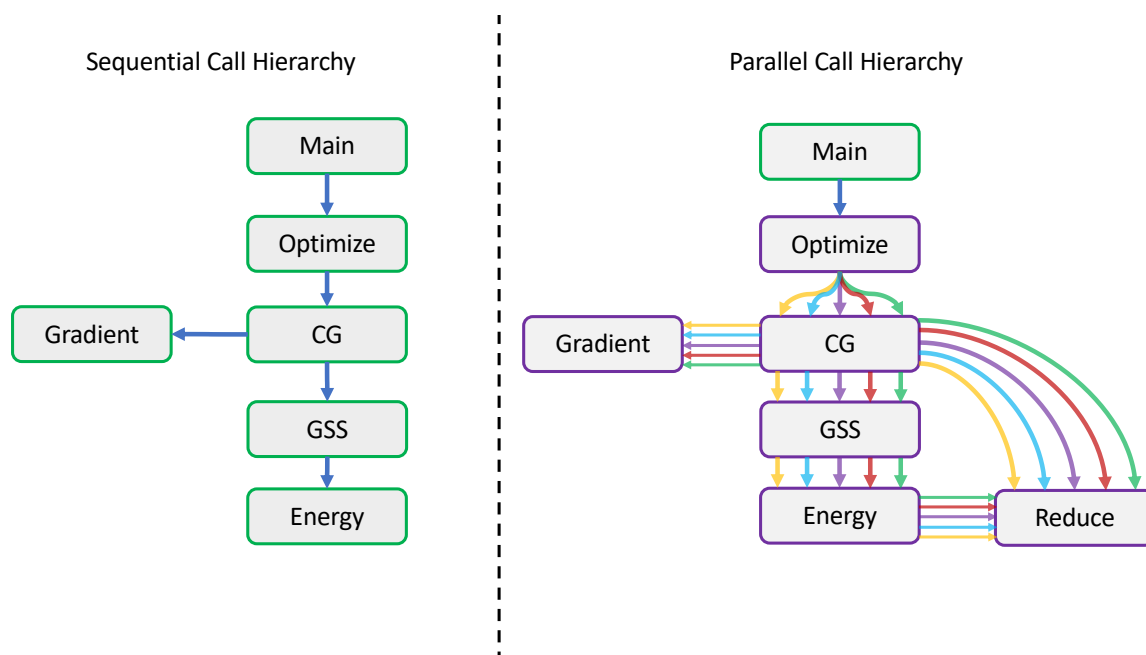 Sequential Call Hierarchy
Main
Optimize
Gradient
CG
GSS
Energy
Parallel Call Hierarchy
Main
Optimize
Gradient
CG
GSS
Energy
Reduce